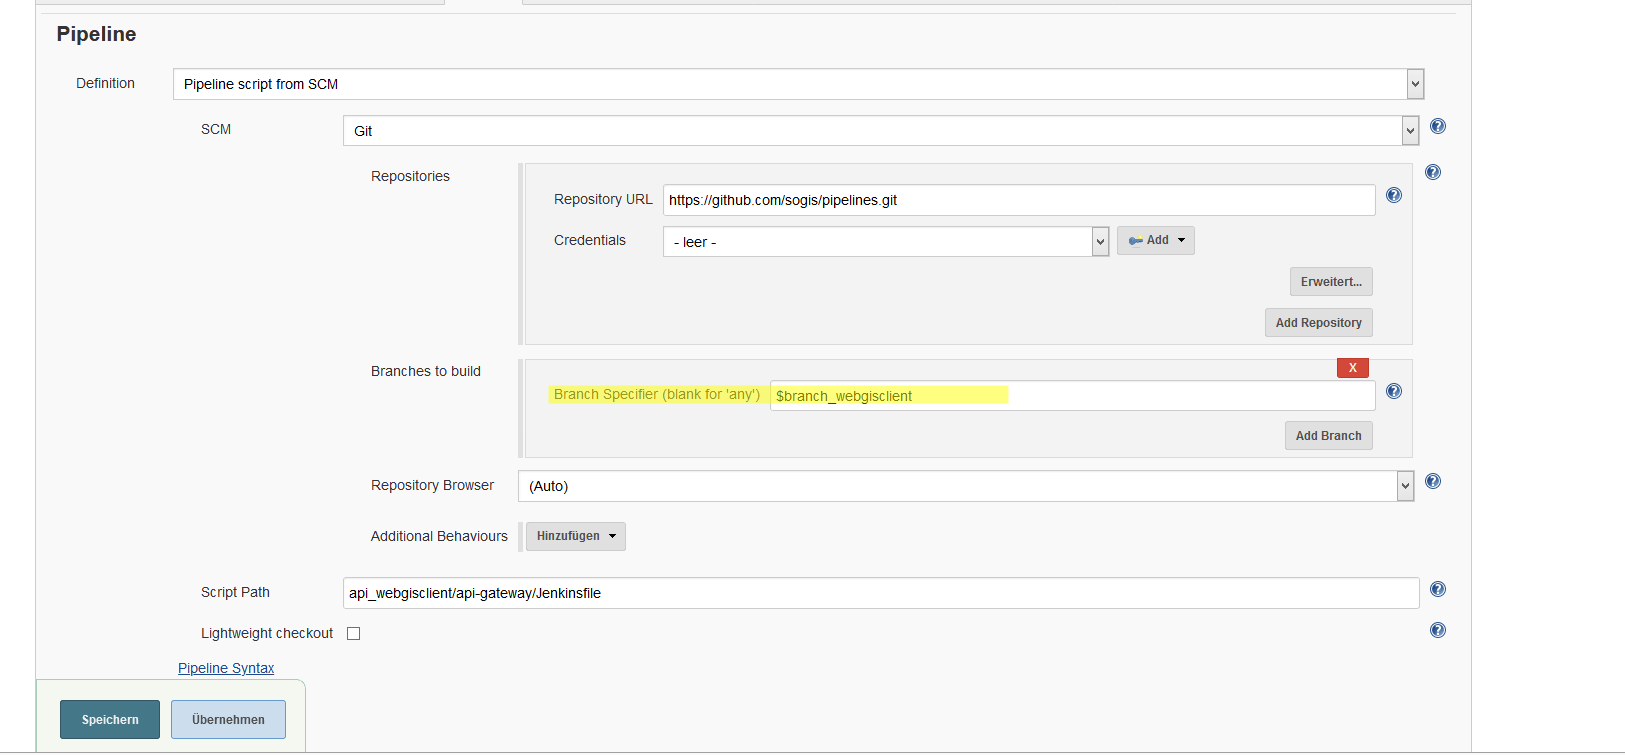 Pipeline
Definition
Pipeline script from SCM
SCM
Git
Repositories
Repository URL
https://github.com/sogis/pipelines.git
Credentials
- leer -
Add
Erweitert...
Add Repository
Branches to build
X
Branch Specifier (blank for 'any')
$branch_webgisclient
Add Branch
Repository Browser
(Auto)
Additional Behaviours
Hinzufügen
Script Path
api_webgisclient/api-gateway/Jenkinsfile
Lightweight checkout
Pipeline Syntax
Speichern
Übernehmen